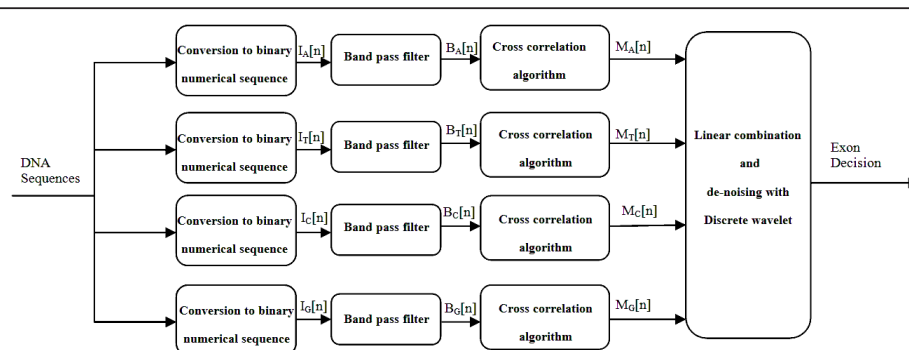 Conversion to binary
numerical sequence
I_A[n]
Band pass filter
B_A[n]
Cross correlation
algorithm
M_A[n]
Conversion to binary
numerical sequence
I_T[n]
Band pass filter
B_T[n]
Cross correlation
algorithm
M_T[n]
DNA
Sequences
Conversion to binary
numerical sequence
I_C[n]
Band pass filter
B_C[n]
Cross correlation
algorithm
M_C[n]
Conversion to binary
numerical sequence
I_G[n]
Band pass filter
B_G[n]
Cross correlation
algorithm
M_G[n]
Linear combination
and
de-noising with
Discrete wavelet
Exon
Decision